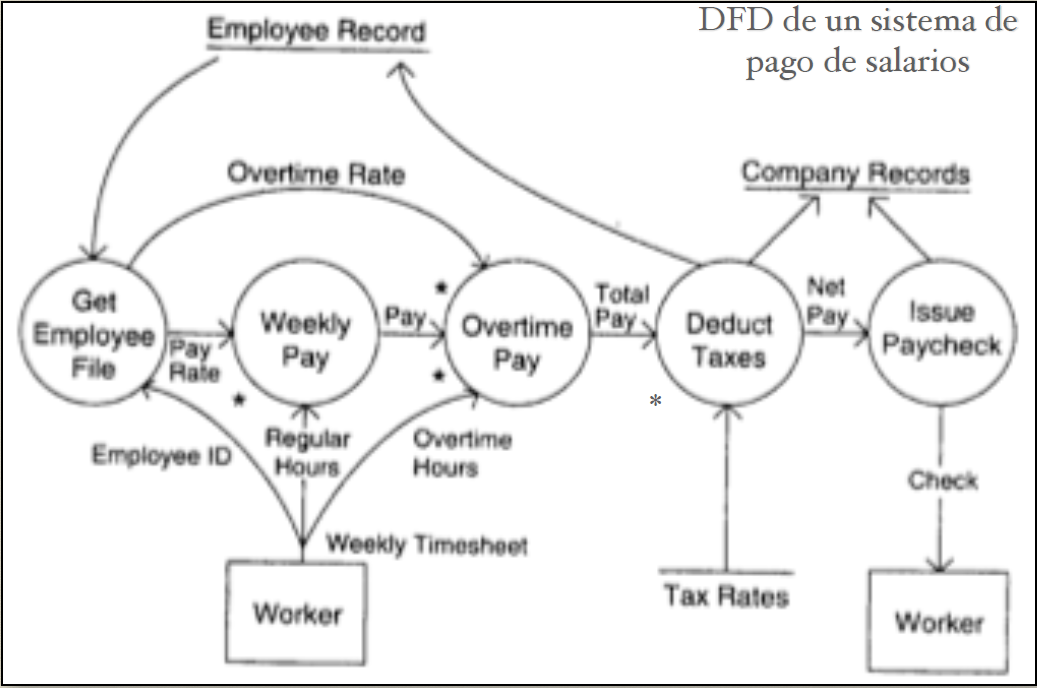 DFD de un sistema de
pago de salarios
Employee Record
Overtime Rate
Company Records
Get
Employee
File
Pay
Rate
*
Weekly
Pay
Pay
*
*
Overtime
Pay
Total
Pay
*
Deduct
Taxes
Net
Pay
Issue
Paycheck
Employee ID
Regular
Hours
Overtime
Hours
Check
Weekly Timesheet
Worker
Tax Rates
Worker